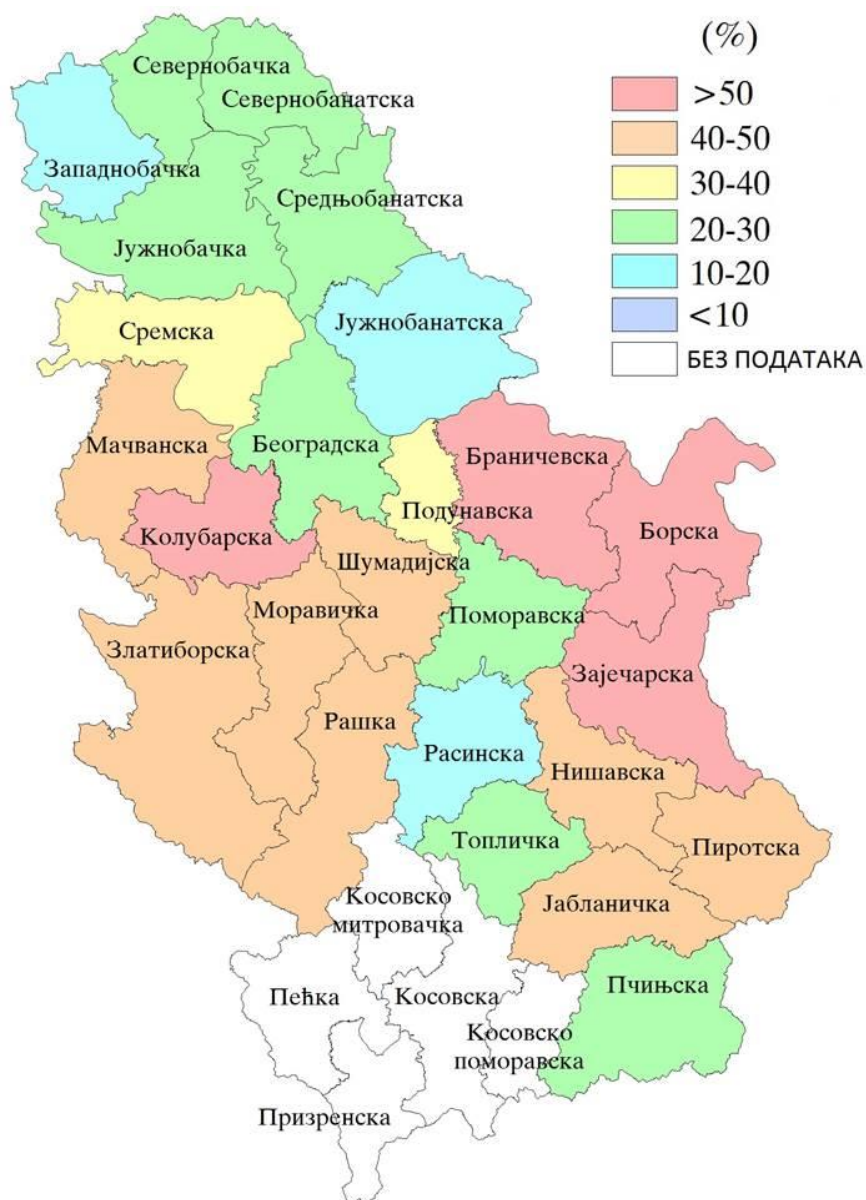 (%)
>50
40-50
30-40
20-30
10-20
<10
БЕЗ ПОДАТАКА
Севернобачка
Севернобанатска
Западнобачка
Средњобанатска
Јужнобачка
Сремска
Јужнобанатска
Мачванска
Београдска
Браничевска
Подунавска
Колубарска
Борска
Шумадијска
Моравичка
Поморавска
Златиборска
Зајечарска
Рашка
Расинска
Нишавска
Топличка
Пиротска
Косовско
митровачка
Јабланичка
Пећка
Косовска
Пчињска
Косовско
поморавска
Призренска